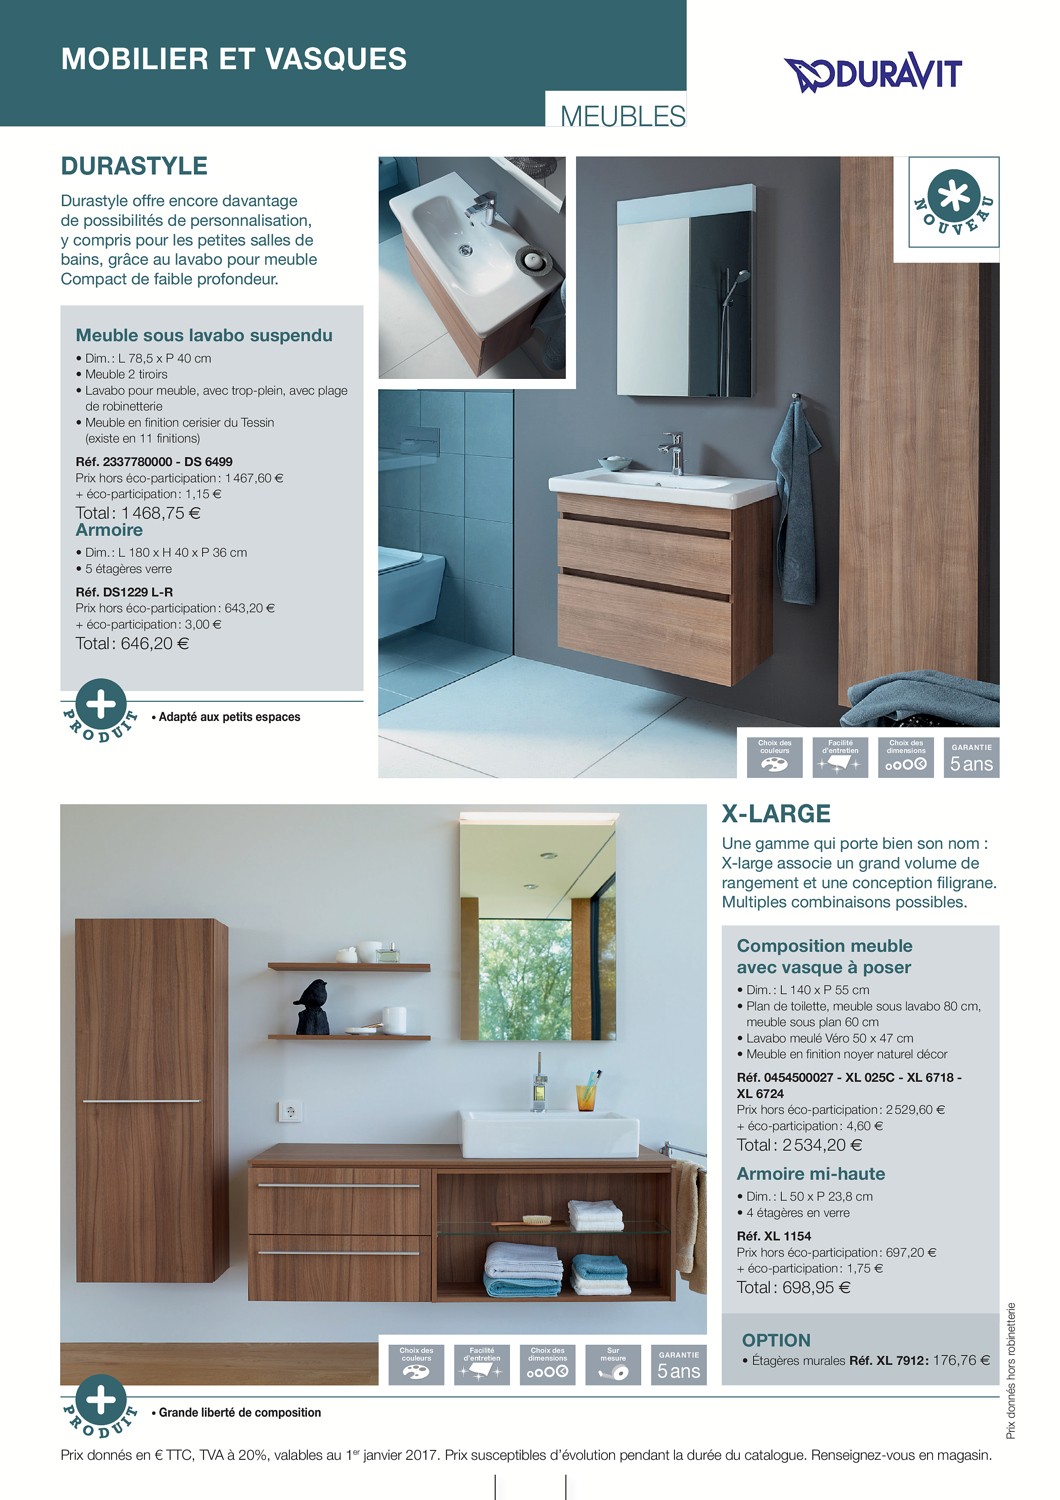 MOBILIER ET VASQUES
MEUBLES
DURAVIT
DURASTYLE
Durastyle offre encore davantage
de possibilités de personnalisation,
y compris pour les petites salles de
bains, grâce au lavabo pour meuble
Compact de faible profondeur.
NOUVEAU
Meuble sous lavabo suspendu
• Dim. : L 78,5 x P 40 cm
• Meuble 2 tiroirs
• Lavabo pour meuble, avec trop-plein, avec plage
de robinetterie
• Meuble en finition cerisier du Tessin
(existe en 11 finitions)
Réf. 2337780000 - DS 6499
Prix hors éco-participation : 1 467,60 €
+ éco-participation : 1,15 €
Total : 1 468,75 €
Armoire
• Dim. : L 180 x H 40 x P 36 cm
• 5 étagères verre
Réf. DS1229 L-R
Prix hors éco-participation : 643,20 €
+ éco-participation : 3,00 €
Total : 646,20 €
PRODUIT
• Adapté aux petits espaces
Choix des
couleurs
Facilité
d'entretien
Choix des
dimensions
GARANTIE
5 ans
X-LARGE
Une gamme qui porte bien son nom :
X-large associe un grand volume de
rangement et une conception filigrane.
Multiples combinaisons possibles.
Composition meuble
avec vasque à poser
• Dim. : L 140 x P 55 cm
• Plan de toilette, meuble sous lavabo 80 cm,
meuble sous plan 60 cm
• Lavabo meulé Véro 50 x 47 cm
• Meuble en finition noyer naturel décor
Réf. 0454500027 - XL 025C - XL 6718 -
XL 6724
Prix hors éco-participation : 2 529,60 €
+ éco-participation : 4,60 €
Total : 2 534,20 €
Armoire mi-haute
• Dim. : L 50 x P 23,8 cm
• 4 étagères en verre
Réf. XL 1154
Prix hors éco-participation : 697,20 €
+ éco-participation : 1,75 €
Total : 698,95 €
OPTION
• Étagères murales Réf. XL 7912 : 176,76 €
Choix des
couleurs
Facilité
d'entretien
Choix des
dimensions
Sur
mesure
GARANTIE
5 ans
PRODUIT
• Grande liberté de composition
Prix donnés hors robinetterie
Prix donnés en € TTC, TVA à 20%, valables au 1er janvier 2017. Prix susceptibles d'évolution pendant la durée du catalogue. Renseignez-vous en magasin.